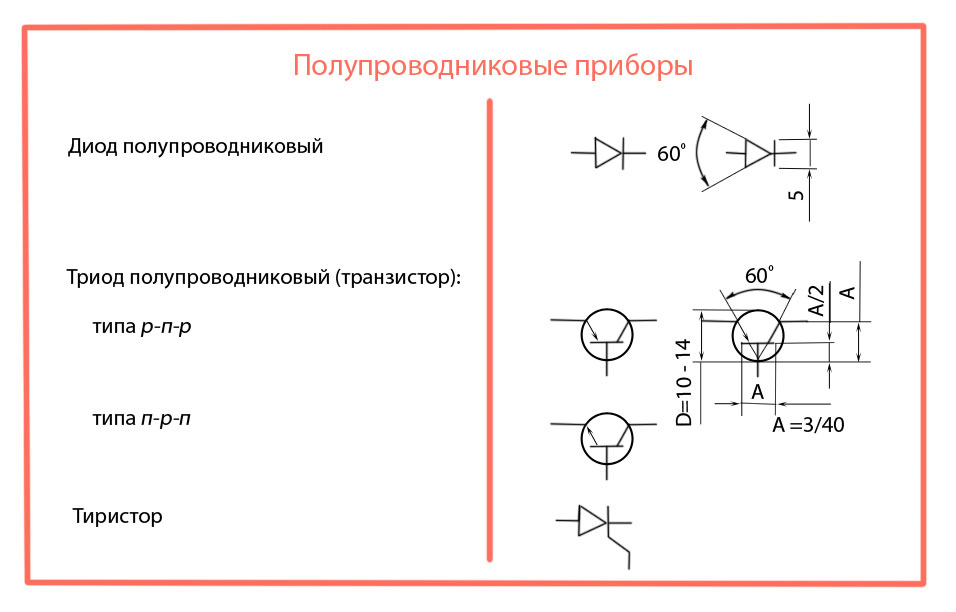 Полупроводниковые приборы
Диод полупроводниковый
60°
5
Триод полупроводниковый (транзистор):
60°
A/2
A
типа p-п-p
D=10 - 14
A
A =3/40
типа п-p-п
Тиристор